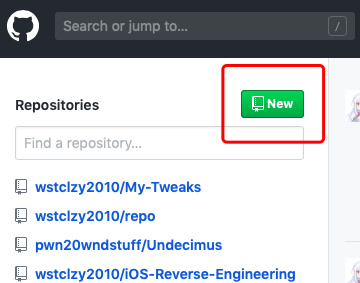 Search or jump to...
/
Repositories
New
Find a repository...
wstclzy2010/My-Tweaks
wstclzy2010/repo
pwn20wndstuff/Undecimus
wstclzy2010/iOS-Reverse-Engineering